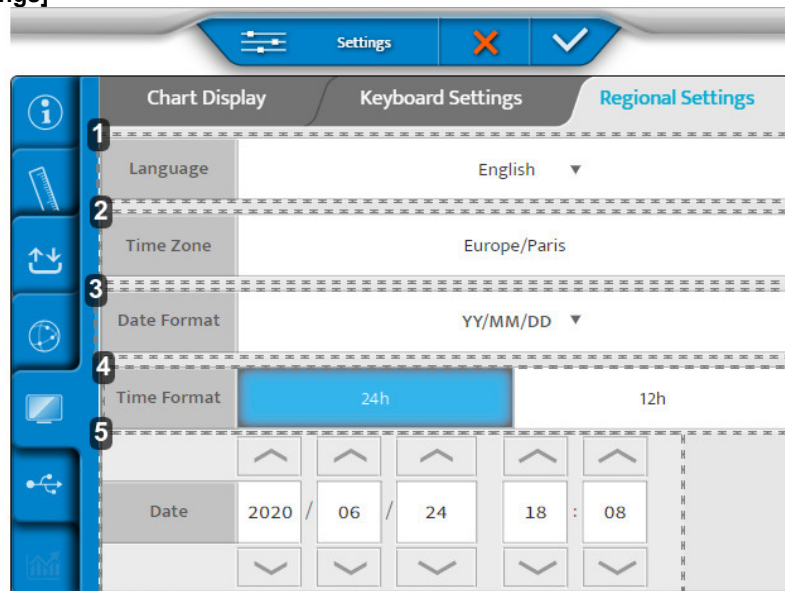 ngs]
Settings
Chart Display Keyboard Settings Regional Settings
1
Language English
2
Time Zone Europe/Paris
3
Date Format YY/MM/DD
4
Time Format 24h 12h
5
Date 2020 / 06 / 24 18 : 08